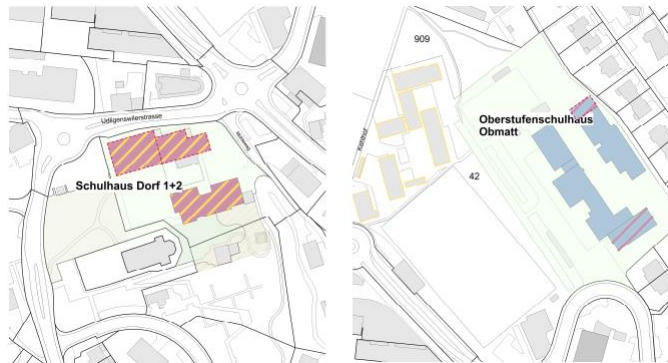 Udligenswilerstrasse
Schulhaus Dorf 1+2
909
Oberstufenschulhaus
Obmatt
42